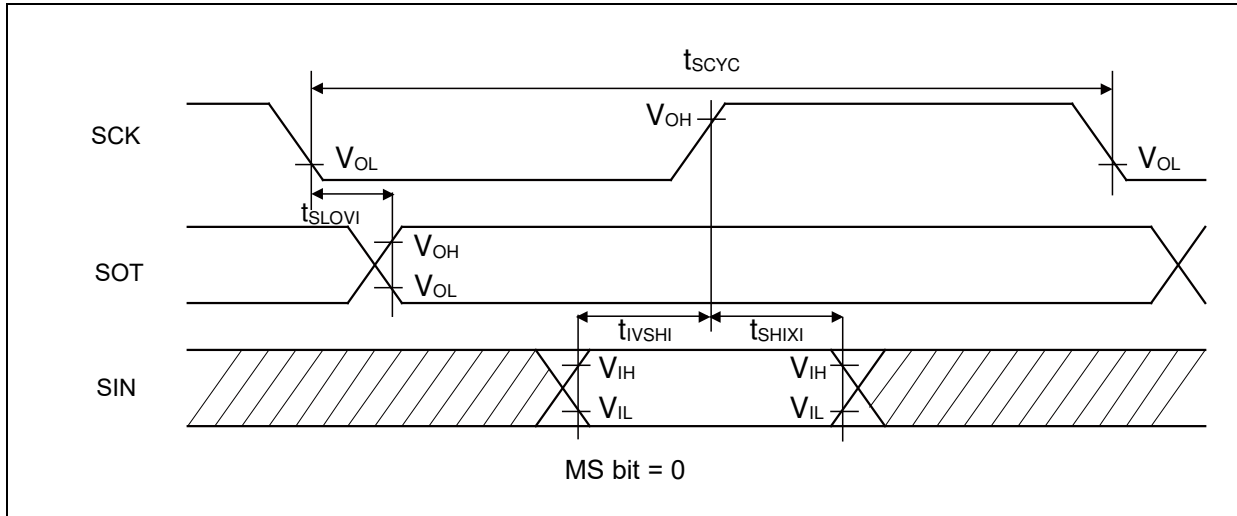 tSCYC
SCK
VOH
VOL
VOL
tSLOVI
SOT
VOH
VOL
tIVSHI
tSHIXI
SIN
VIH
VIH
VIL
VIL
MS bit = 0